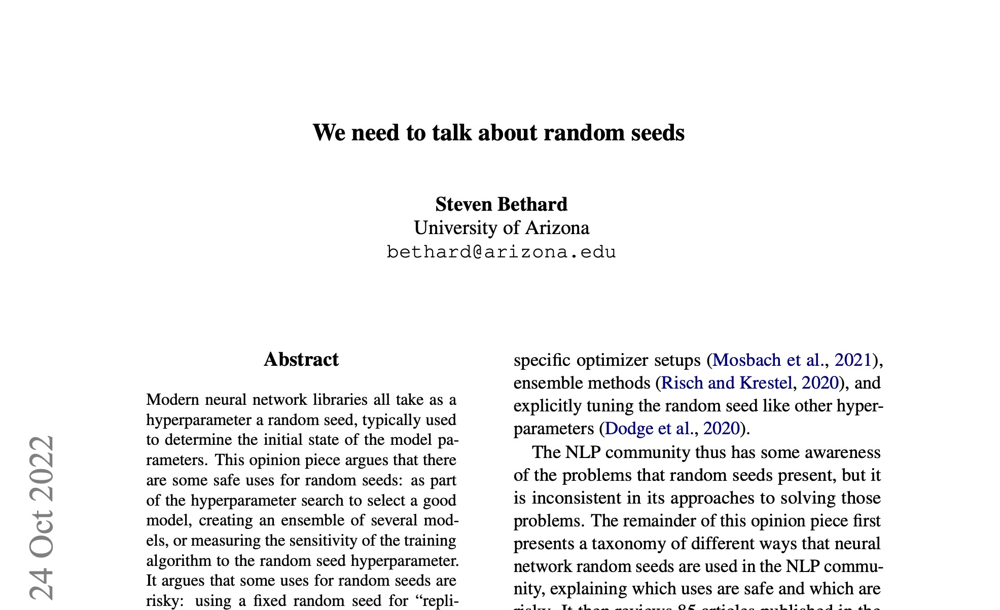 We need to talk about random seeds
Steven Bethard
University of Arizona
bethard@arizona.edu
Abstract
Modern neural network libraries all take as a
hyperparameter a random seed, typically used
to determine the initial state of the model pa-
rameters. This opinion piece argues that there
are some safe uses for random seeds: as part
of the hyperparameter search to select a good
model, creating an ensemble of several mod-
els, or measuring the sensitivity of the training
algorithm to the random seed hyperparameter.
It argues that some uses for random seeds are
risky: using a fixed random seed for “repli-
specific optimizer setups (Mosbach et al., 2021),
ensemble methods (Risch and Krestel, 2020), and
explicitly tuning the random seed like other hyper-
parameters (Dodge et al., 2020).
The NLP community thus has some awareness
of the problems that random seeds present, but it
is inconsistent in its approaches to solving those
problems. The remainder of this opinion piece first
presents a taxonomy of different ways that neural
network random seeds are used in the NLP commu-
nity, explaining which uses are safe and which are
risky. It then reviews 85 articles published in the
24 Oct 2022